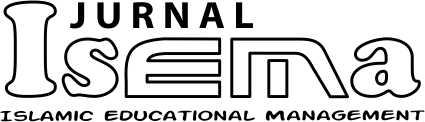 JURNAL
Isema
ISLAMIC EDUCATIONAL MANAGEMENT